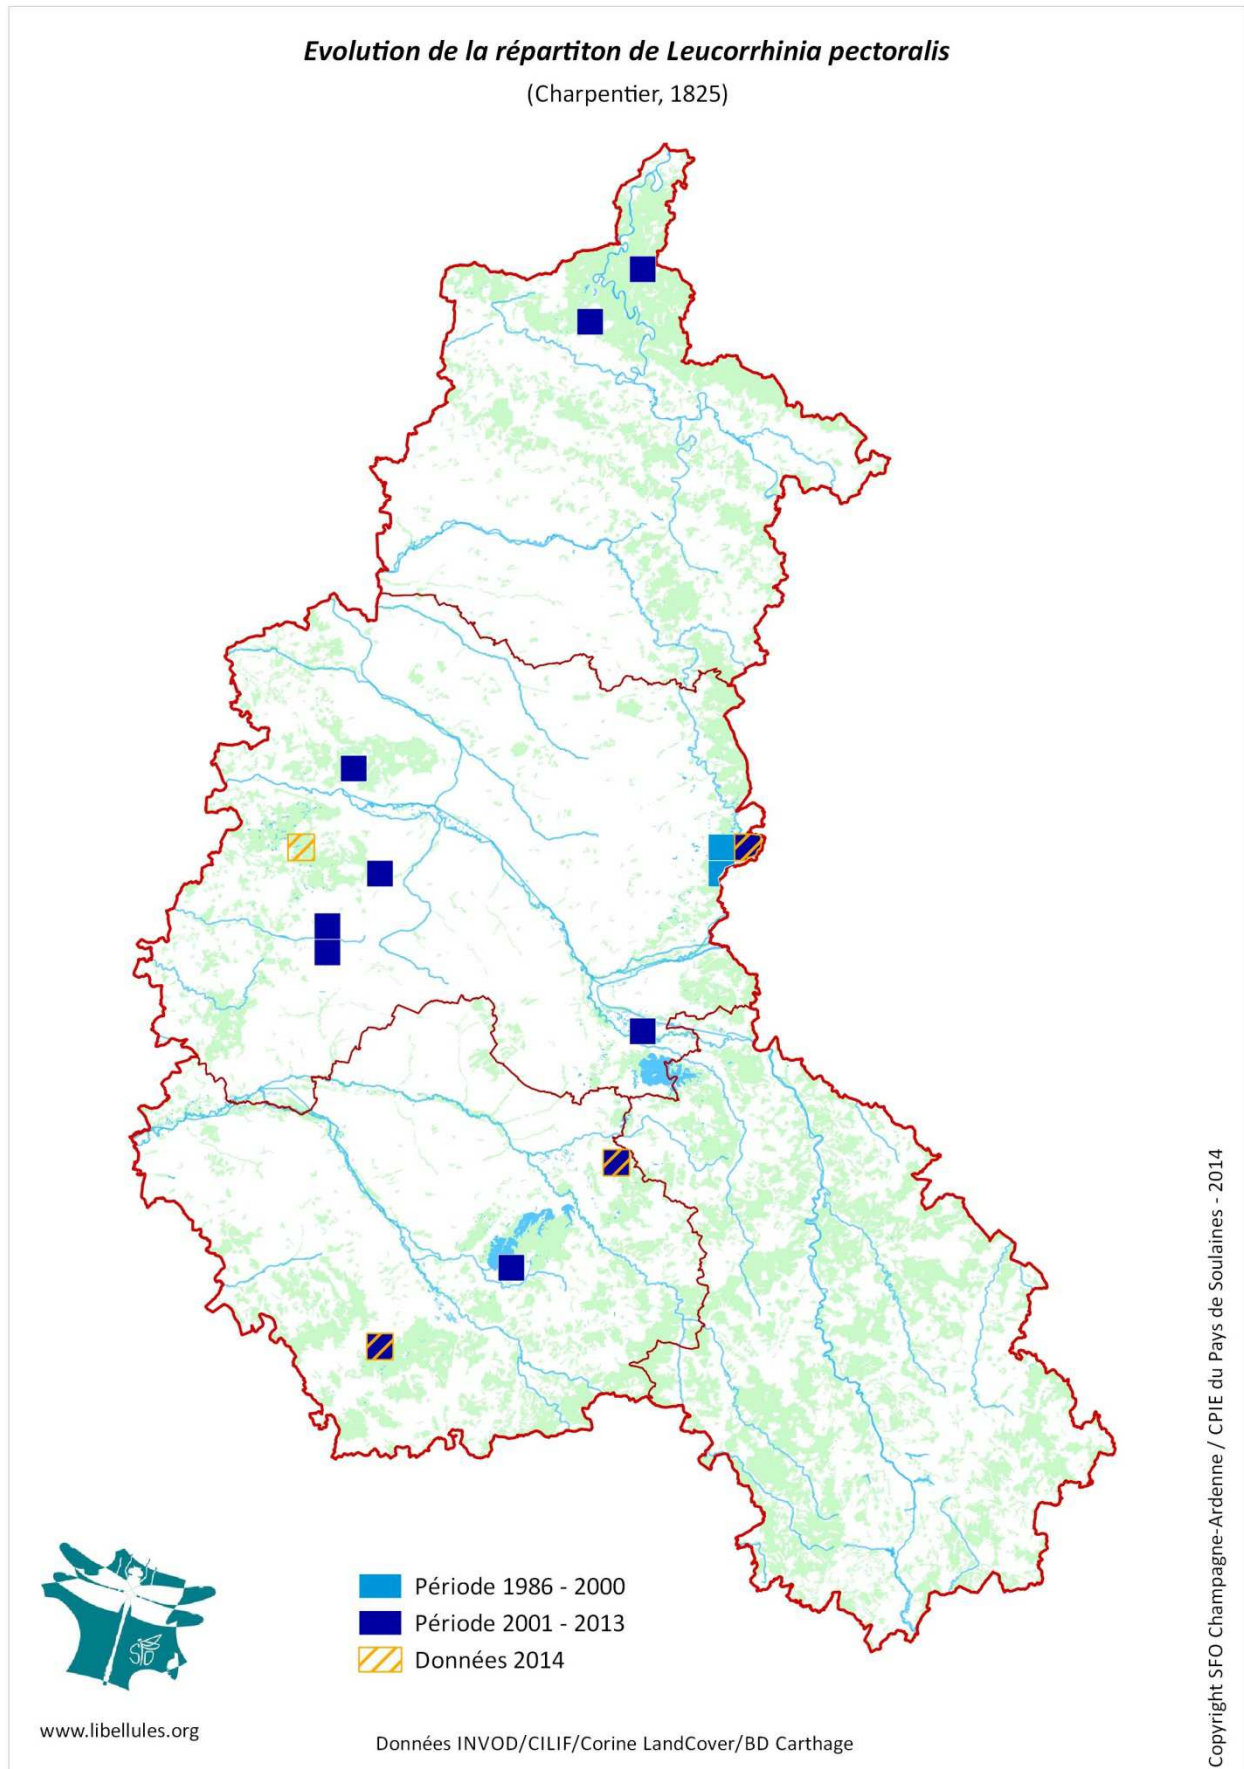 Evolution de la répartiton de Leucorrhinia pectoralis
(Charpentier, 1825)
Période 1986 - 2000
Période 2001 - 2013
Données 2014
SfO
www.libellules.org
Données INVOD/CILIF/Corine LandCover/BD Carthage
Copyright SFO Champagne-Ardenne / CPIE du Pays de Soulaines - 2014